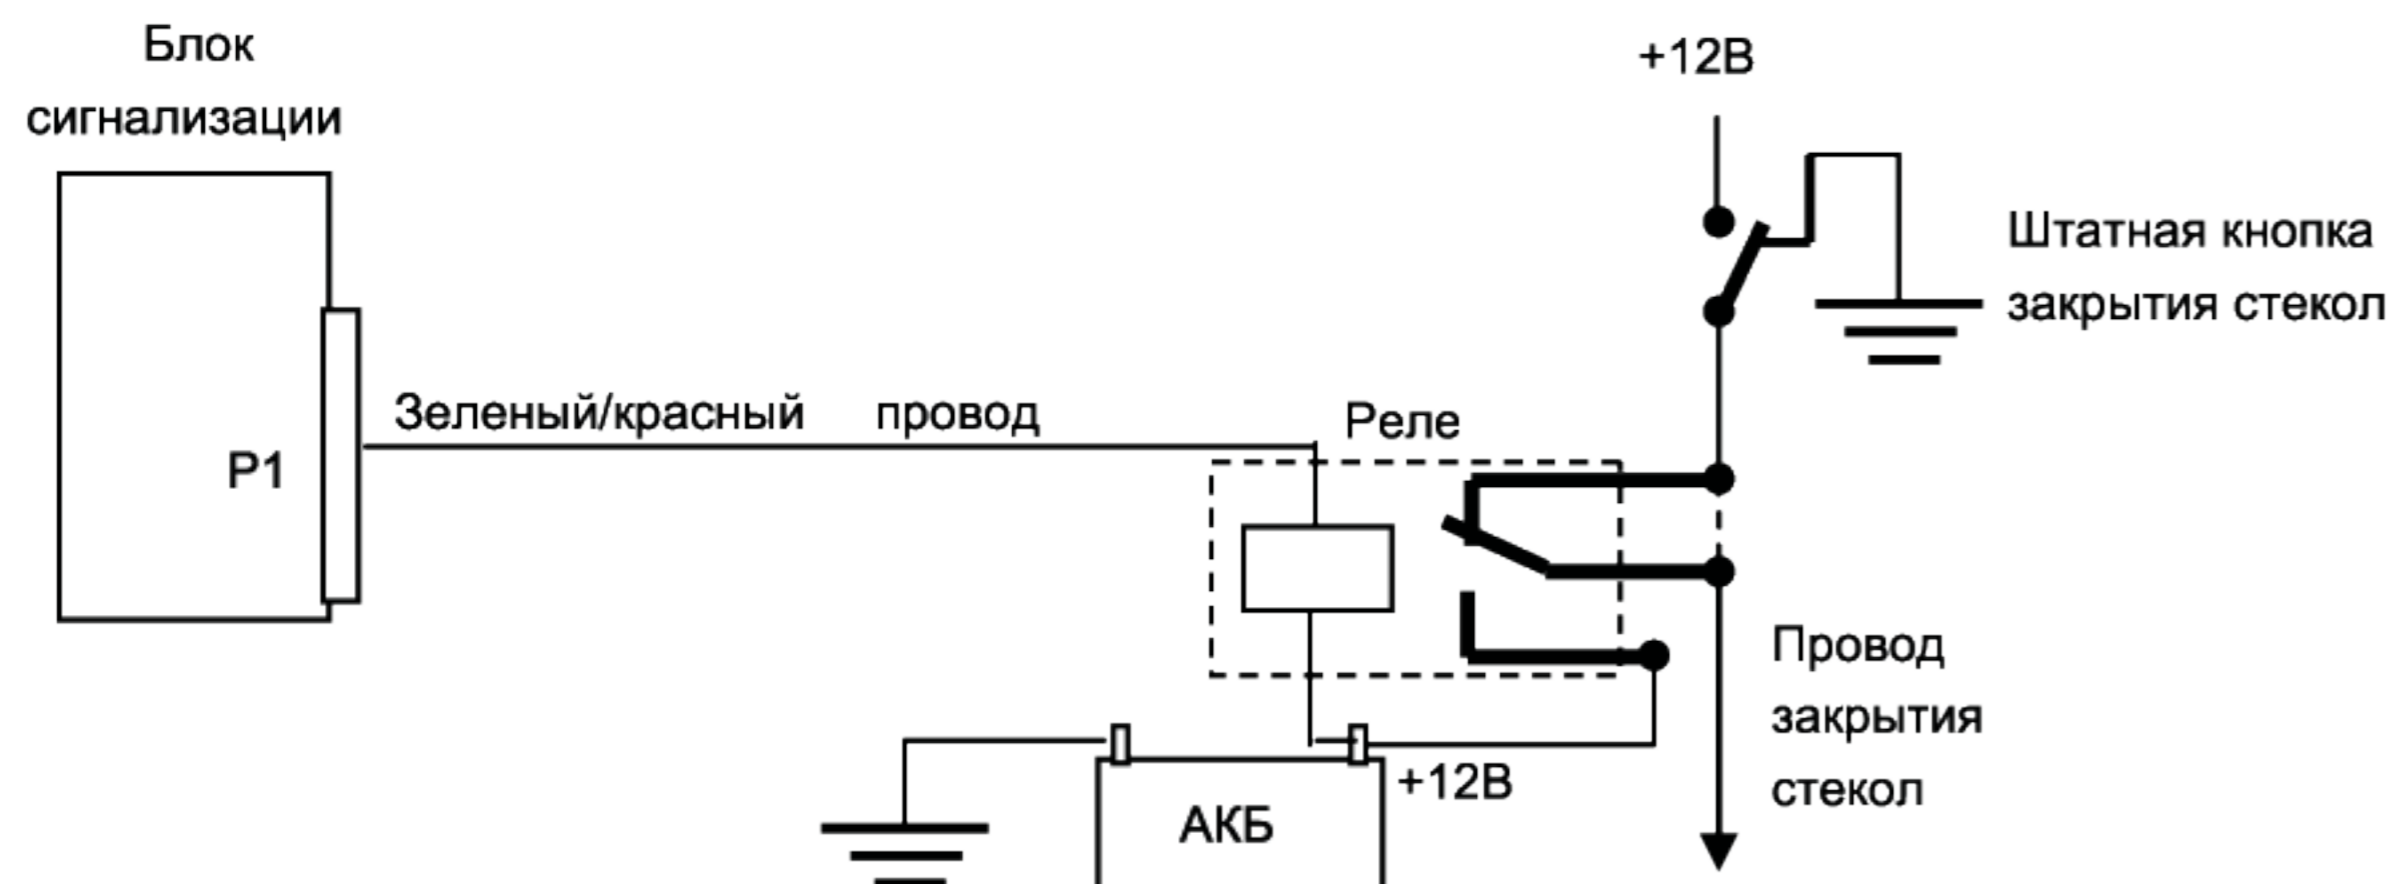 Блок
сигнализации
+12В
Штатная кнопка
закрытия стекол
Зеленый/красный провод
Реле
P1
Провод
закрытия
стекол
+12В
АКБ